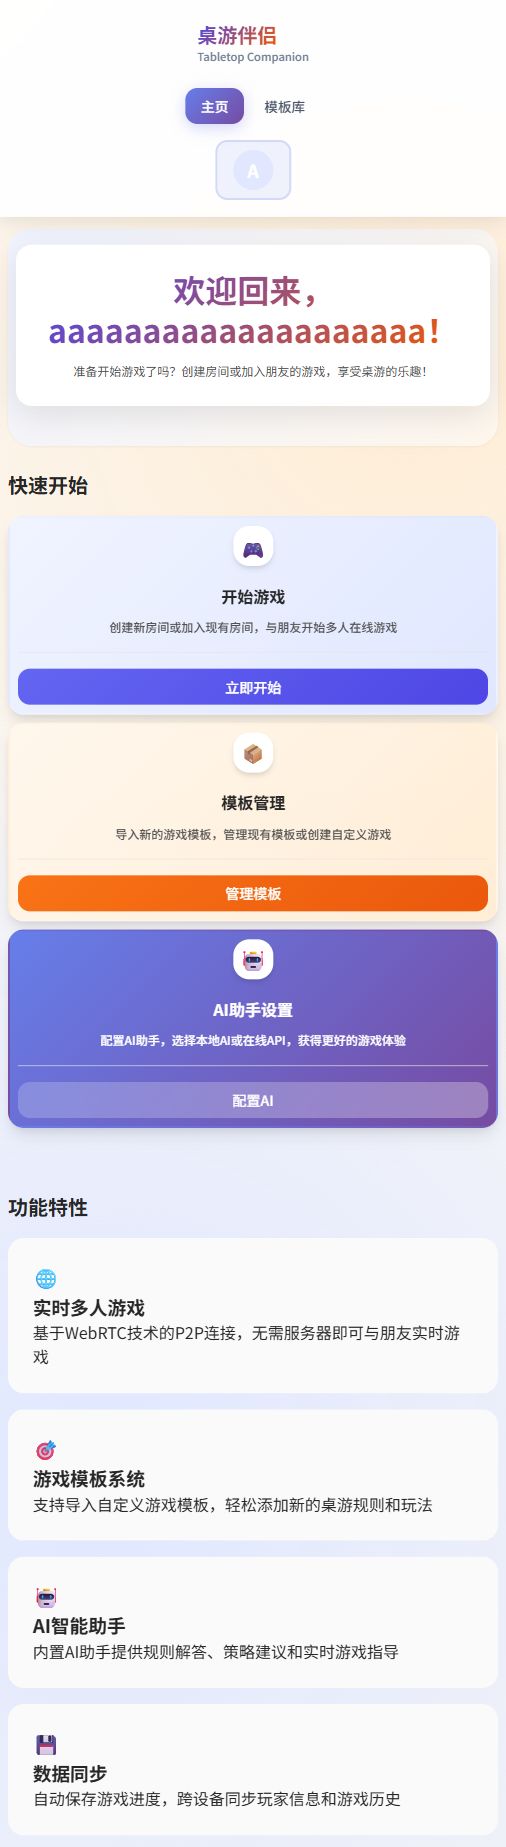 桌游伴侣
Tabletop Companion
主页
模板库
A
欢迎回来，
aaaaaaaaaaaaaaaaaaaa！
准备开始游戏了吗？创建房间或加入朋友的游戏，享受桌游的乐趣！
快速开始
开始游戏
创建新房间或加入现有房间，与朋友开始多人在线游戏
立即开始
模板管理
导入新的游戏模板，管理现有模板或创建自定义游戏
管理模板
AI助手设置
配置AI助手，选择本地AI或在线API，获得更好的游戏体验
配置AI
功能特性
实时多人游戏
基于WebRTC技术的P2P连接，无需服务器即可与朋友实时游
戏
游戏模板系统
支持导入自定义游戏模板，轻松添加新的桌游规则和玩法
AI智能助手
内置AI助手提供规则解答、策略建议和实时游戏指导
数据同步
自动保存游戏进度，跨设备同步玩家信息和游戏历史